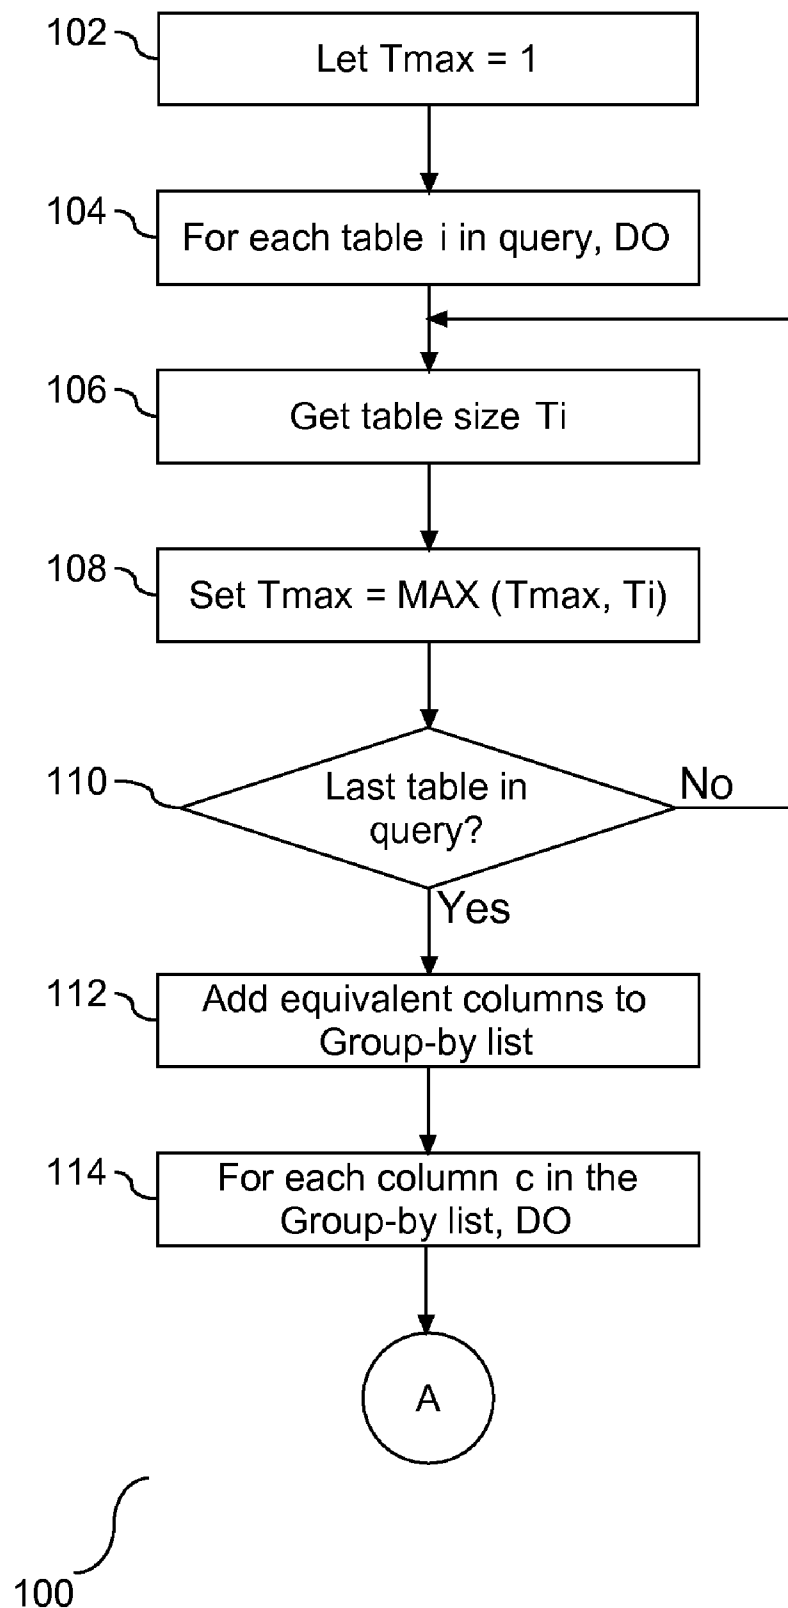 102
Let Tmax = 1
104
For each table i in query, DO
106
Get table size Ti
108
Set Tmax = MAX (Tmax, Ti)
110
Last table in
query?
No
Yes
112
Add equivalent columns to
Group-by list
114
For each column c in the
Group-by list, DO
A
100